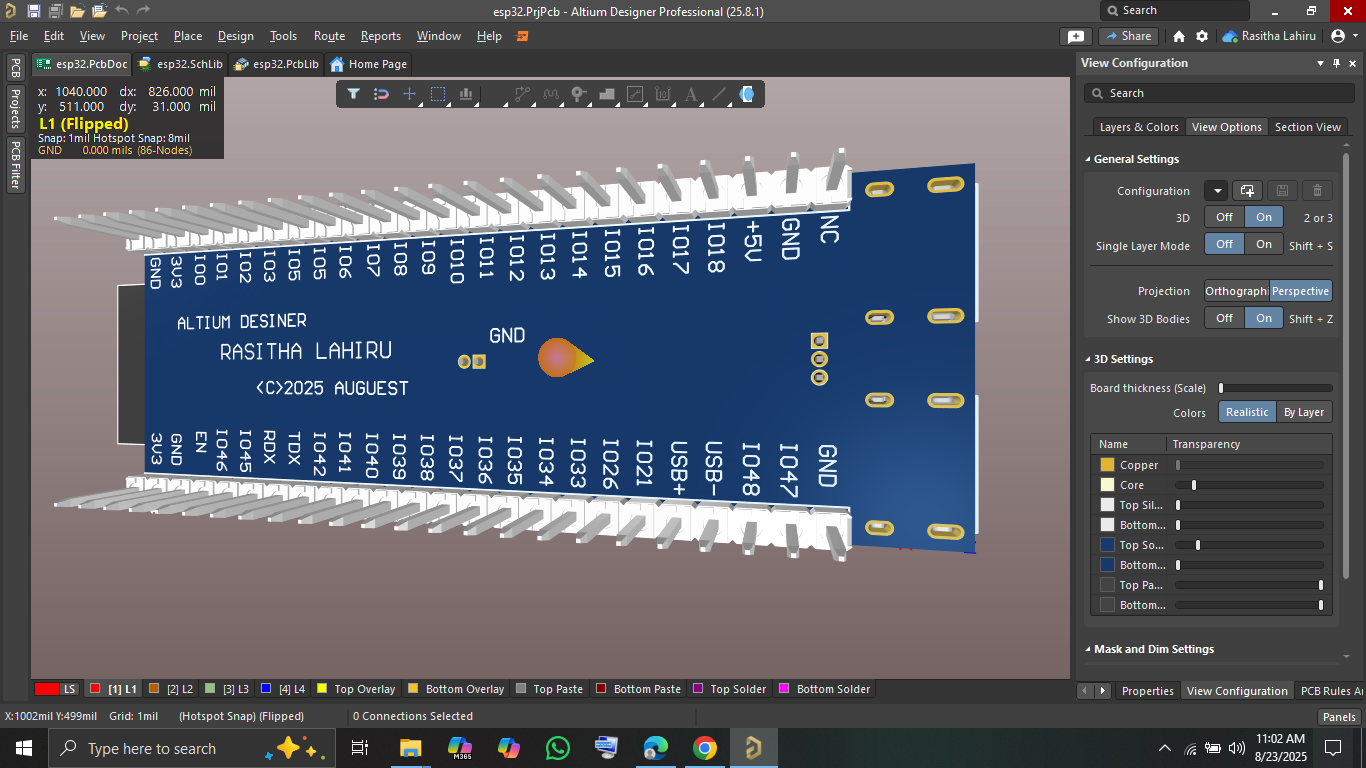 esp32.PrjPcb - Altium Designer Professional (25.8.1)
Search
File Edit View Project Place Design Tools Route Reports Window Help
Share
Rasitha Lahiru
PCB
Projects
PCB Filter
esp32.PcbDoc
esp32.SchLib
esp32.PcbLib
Home Page
x: 1040.000 dx: 826.000 mil
y: 511.000 dy: 31.000 mil
L1 (Flipped)
Snap: 1mil Hotspot Snap: 8mil
GND 0.000 mils (86-Nodes)
GND 3V3 IO0 IO1 IO2 IO3 IO5 IO5 IO6 IO7 IO8 IO9 IO10 IO11 IO12 IO13 IO14 IO15 IO16 IO17 IO18 +5V GND NC
ALTIUM DESINER
RASITHA LAHIRU
<C>2025 AUGUEST
GND
3V3 GND EN IO46 IO45 RDX TDX IO42 IO41 IO40 IO39 IO38 IO37 IO36 IO35 IO34 IO33 IO26 IO21 USB+ USB- IO48 IO47 GND
View Configuration
Search
Layers & Colors View Options Section View
General Settings
Configuration
3D Off On 2 or 3
Single Layer Mode Off On Shift + S
Projection Orthographi Perspective
Show 3D Bodies Off On Shift + Z
3D Settings
Board thickness (Scale)
Colors Realistic By Layer
Name Transparency
Copper
Core
Top Sil...
Bottom...
Top So...
Bottom...
Top Pa...
Bottom...
Mask and Dim Settings
LS [1] L1 [2] L2 [3] L3 [4] L4 Top Overlay Bottom Overlay Top Paste Bottom Paste Top Solder Bottom Solder
Properties View Configuration PCB Rules A
X:1002mil Y:499mil Grid: 1mil (Hotspot Snap) (Flipped) 0 Connections Selected
Panels
Type here to search
M365
11:02 AM
8/23/2025